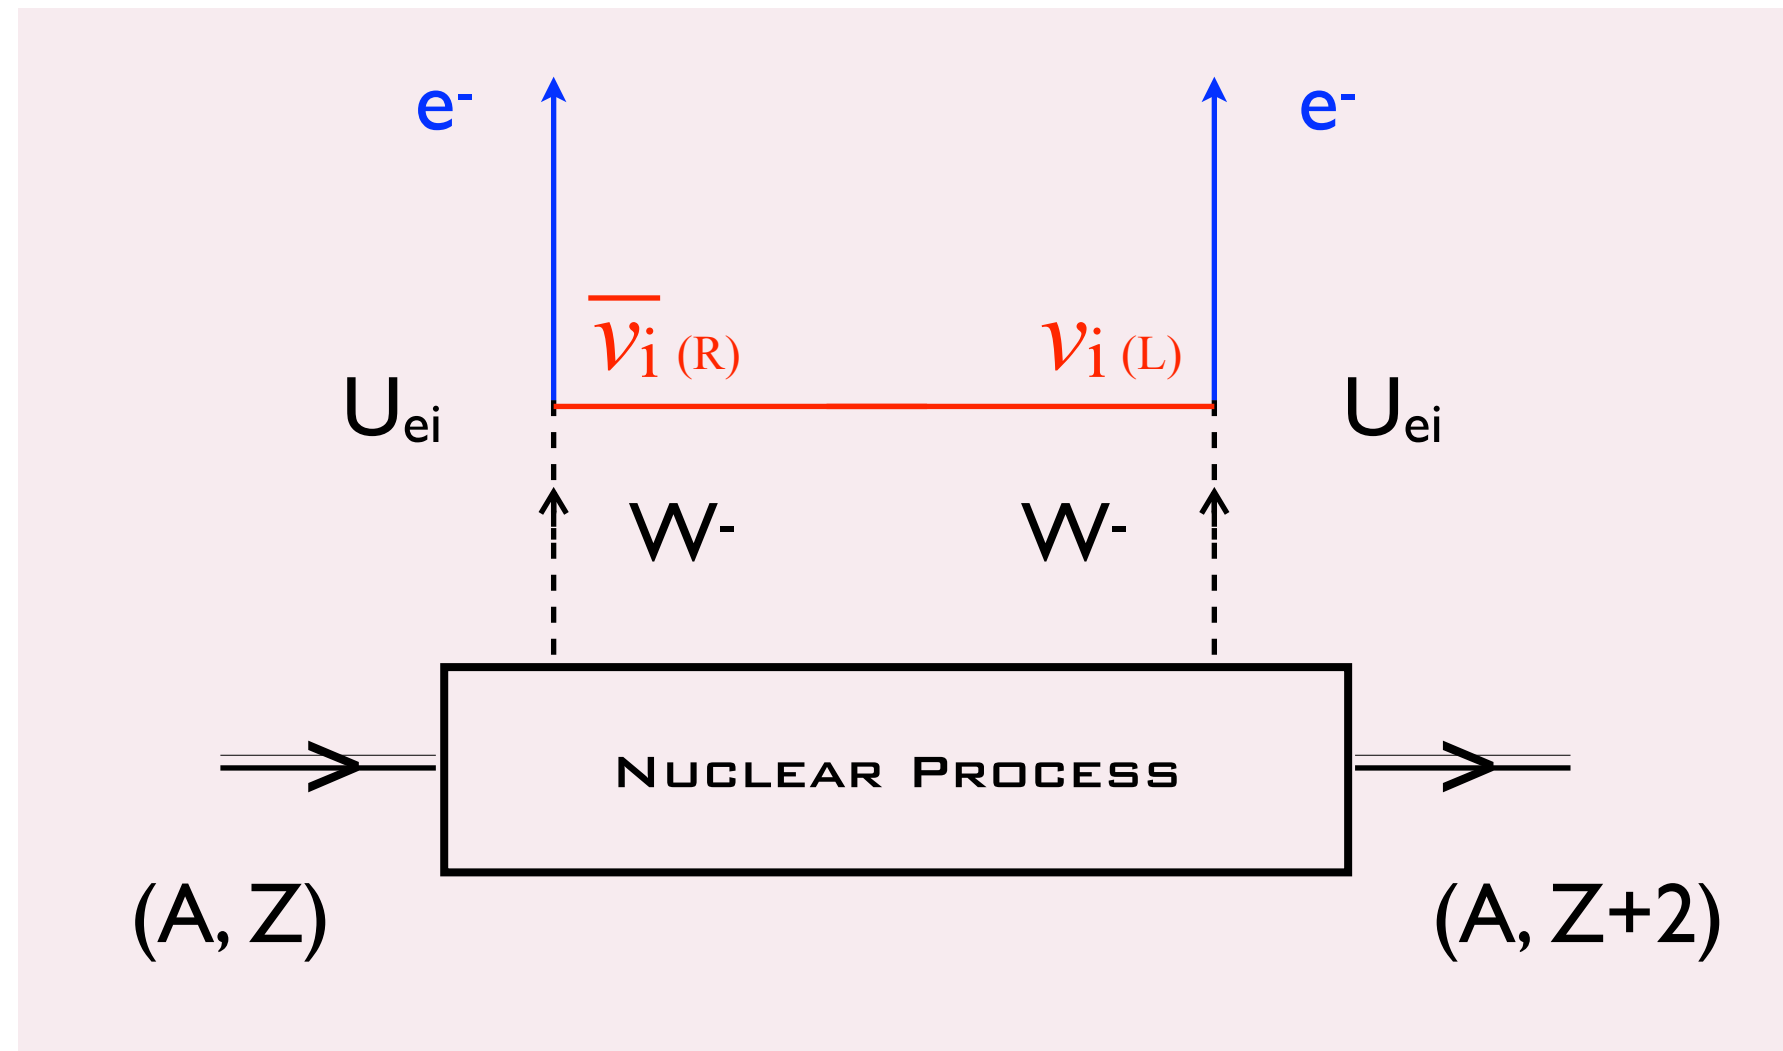 e⁻ e⁻
ν̅ᵢ (R) νᵢ (L)
Uₑᵢ Uₑᵢ
W⁻ W⁻
NUCLEAR PROCESS
(A, Z) (A, Z+2)